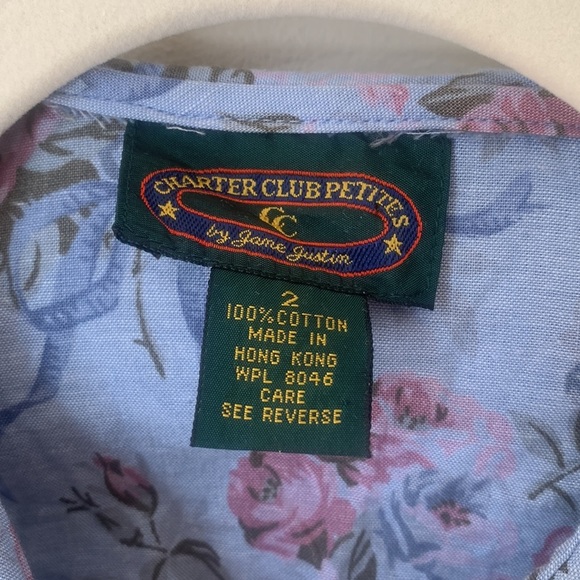 CHARTER CLUB PETITES
CC
by Jane Justin
2
100% COTTON
MADE IN
HONG KONG
WPL 8046
CARE
SEE REVERSE